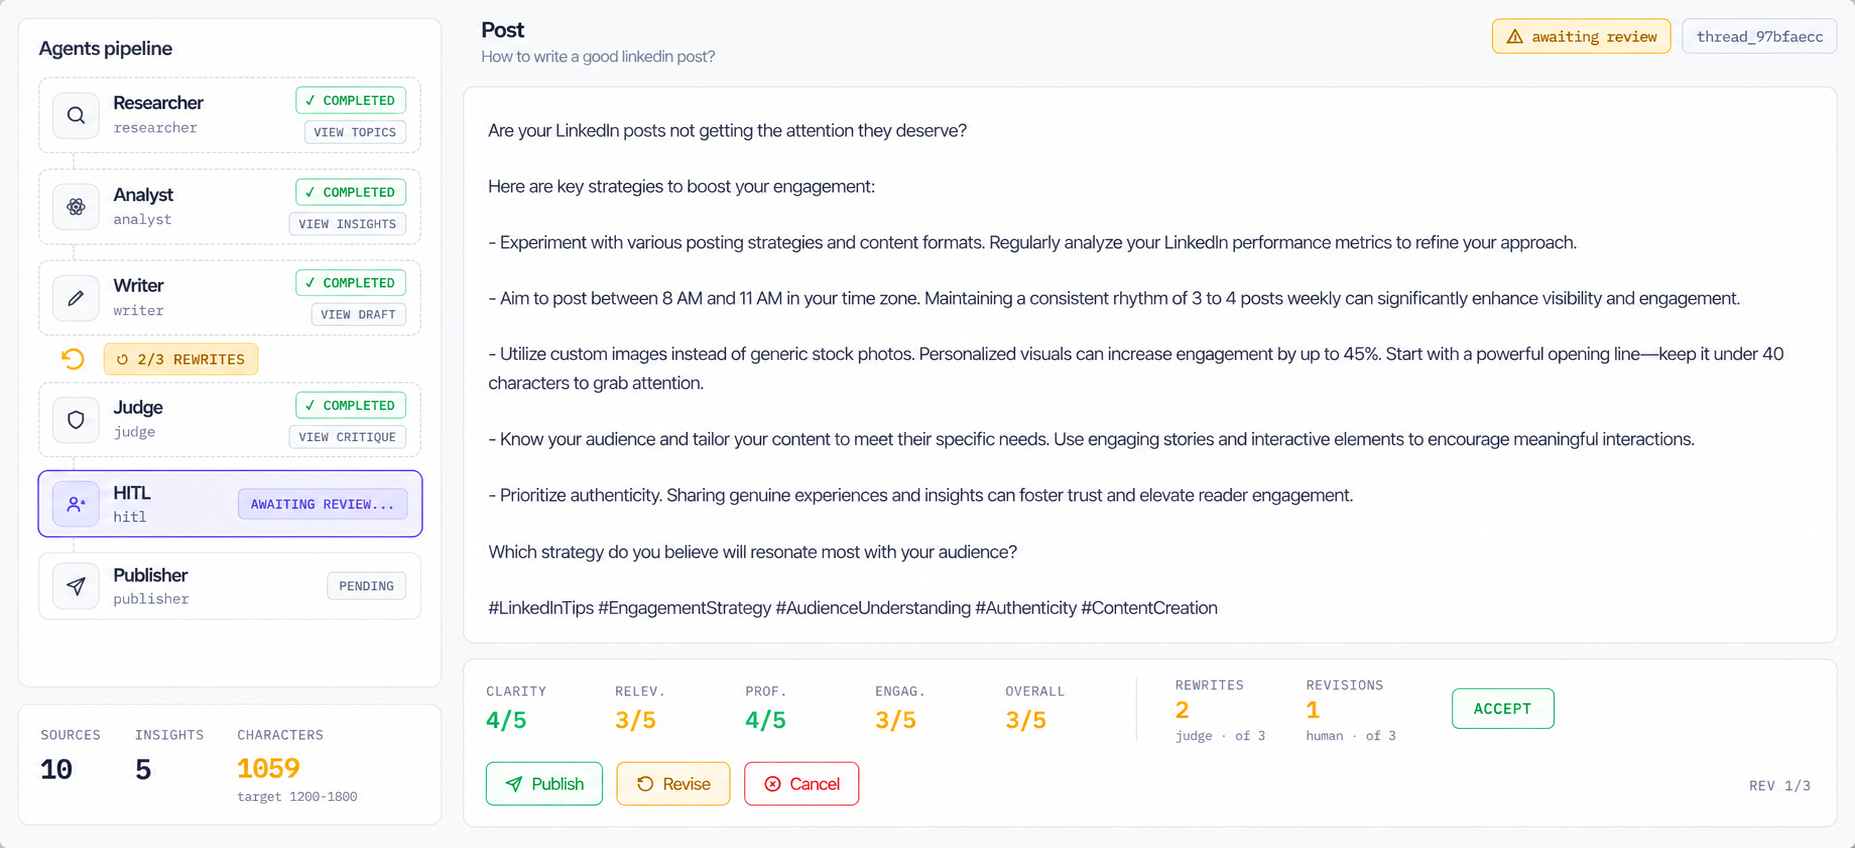 Agents pipeline
Researcher
researcher
✓ COMPLETED
VIEW TOPICS
Analyst
analyst
✓ COMPLETED
VIEW INSIGHTS
Writer
writer
✓ COMPLETED
VIEW DRAFT
2/3 REWRITES
Judge
judge
✓ COMPLETED
VIEW CRITIQUE
HITL
hitl
AWAITING REVIEW...
Publisher
publisher
PENDING
SOURCES
10
INSIGHTS
5
CHARACTERS
1059
target 1200-1800
Post
How to write a good linkedin post?
awaiting review
thread_97bfaecc
Are your LinkedIn posts not getting the attention they deserve?
Here are key strategies to boost your engagement:
- Experiment with various posting strategies and content formats. Regularly analyze your LinkedIn performance metrics to refine your approach.
- Aim to post between 8 AM and 11 AM in your time zone. Maintaining a consistent rhythm of 3 to 4 posts weekly can significantly enhance visibility and engagement.
- Utilize custom images instead of generic stock photos. Personalized visuals can increase engagement by up to 45%. Start with a powerful opening line—keep it under 40
characters to grab attention.
- Know your audience and tailor your content to meet their specific needs. Use engaging stories and interactive elements to encourage meaningful interactions.
- Prioritize authenticity. Sharing genuine experiences and insights can foster trust and elevate reader engagement.
Which strategy do you believe will resonate most with your audience?
#LinkedInTips #EngagementStrategy #AudienceUnderstanding #Authenticity #ContentCreation
CLARITY
4/5
RELEV.
3/5
PROF.
4/5
ENGAG.
3/5
OVERALL
3/5
REWRITES
2
judge · of 3
REVISIONS
1
human · of 3
ACCEPT
Publish
Revise
Cancel
REV 1/3